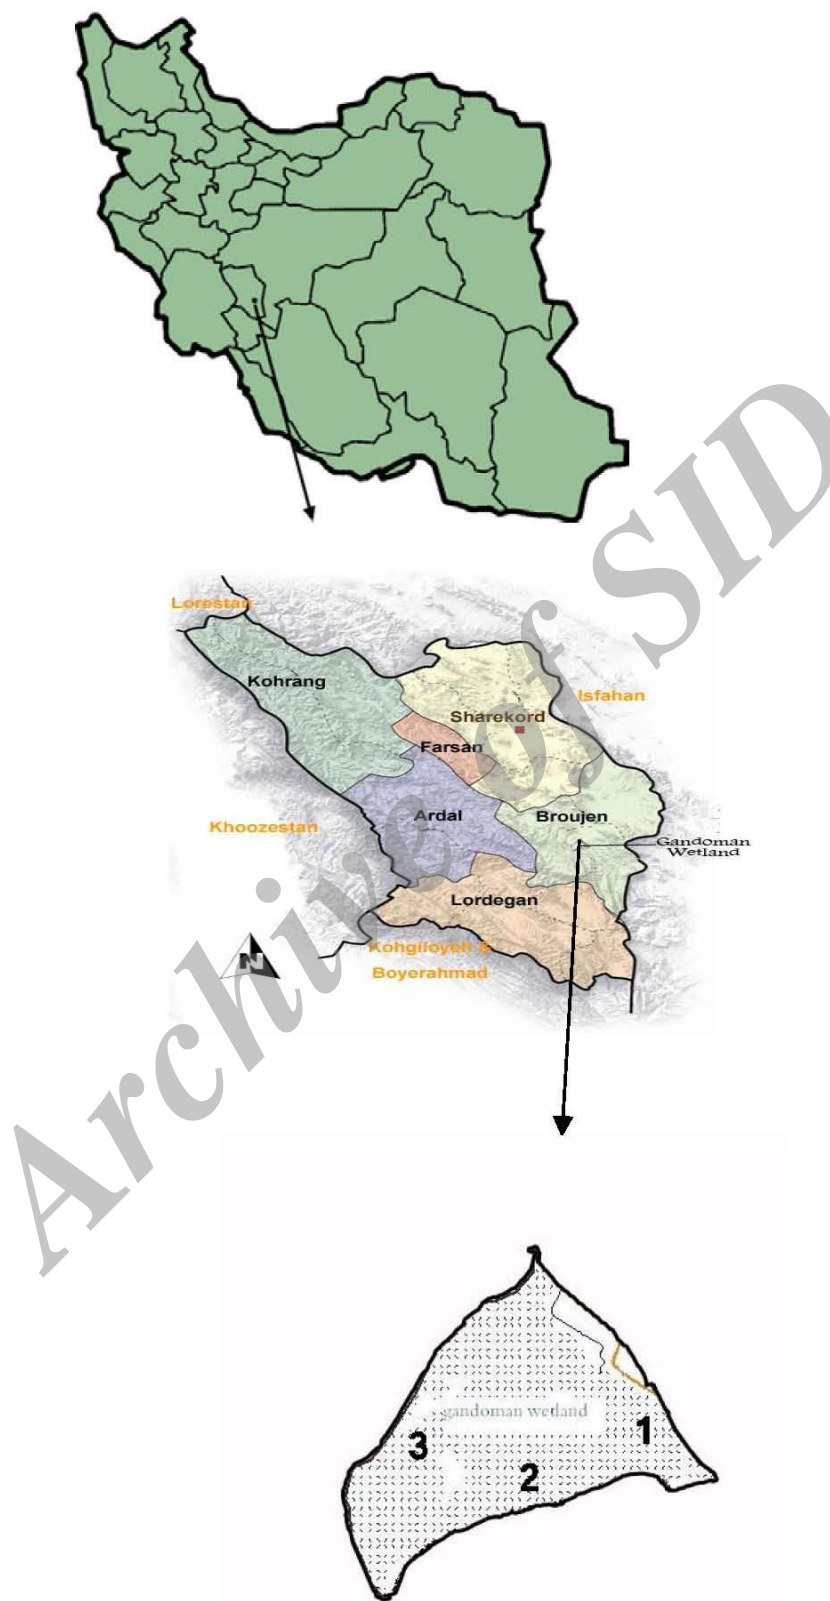 Lorestan
Kohrang
Isfahan
Sharekord
Farsan
Ardal
Broujen
Khoozestan
Gandoman
Wetland
Lordegan
Kohgiloyeh &
Boyerahmad
N
gandoman wetland
1
3
2
Archive of SID